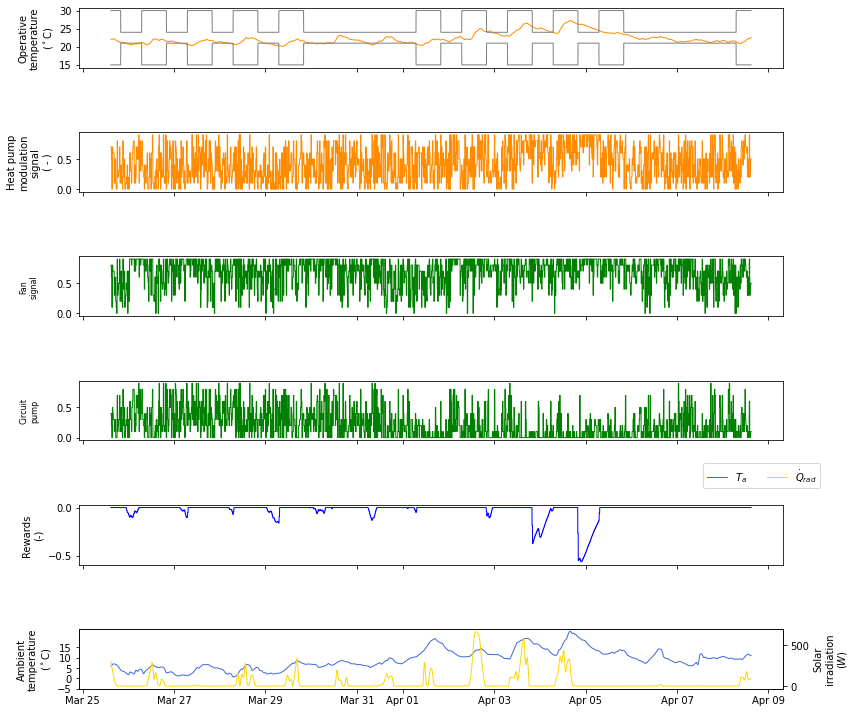 Operative
temperature
(°C)
30
25
20
15
Heat pump
modulation
signal
( - )
0.5
0.0
Fan
signal
0.5
0.0
Circuit
pump
0.5
0.0
T_a Q̇_rad
Rewards
(-)
0.0
−0.5
Ambient
temperature
(°C)
15
10
5
0
−5
500
0
Solar
irradiation
(W)
Mar 25 Mar 27 Mar 29 Mar 31 Apr 01 Apr 03 Apr 05 Apr 07 Apr 09